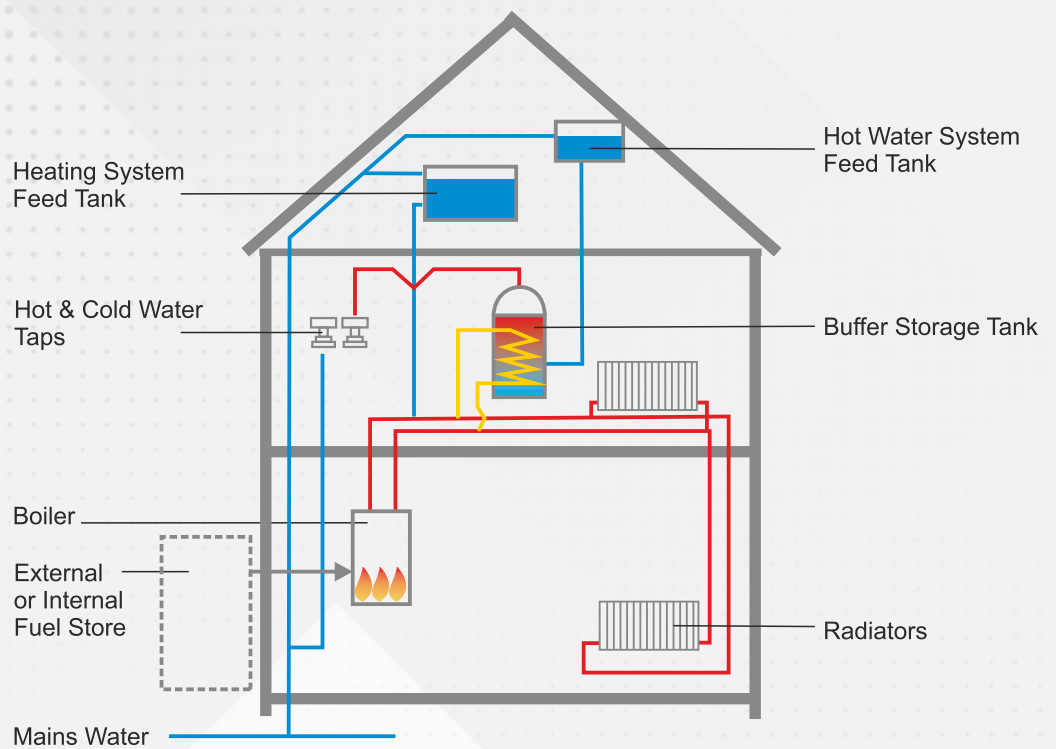 Hot Water System
Feed Tank
Heating System
Feed Tank
Hot & Cold Water
Taps
Buffer Storage Tank
Boiler
External
or Internal
Fuel Store
Radiators
Mains Water